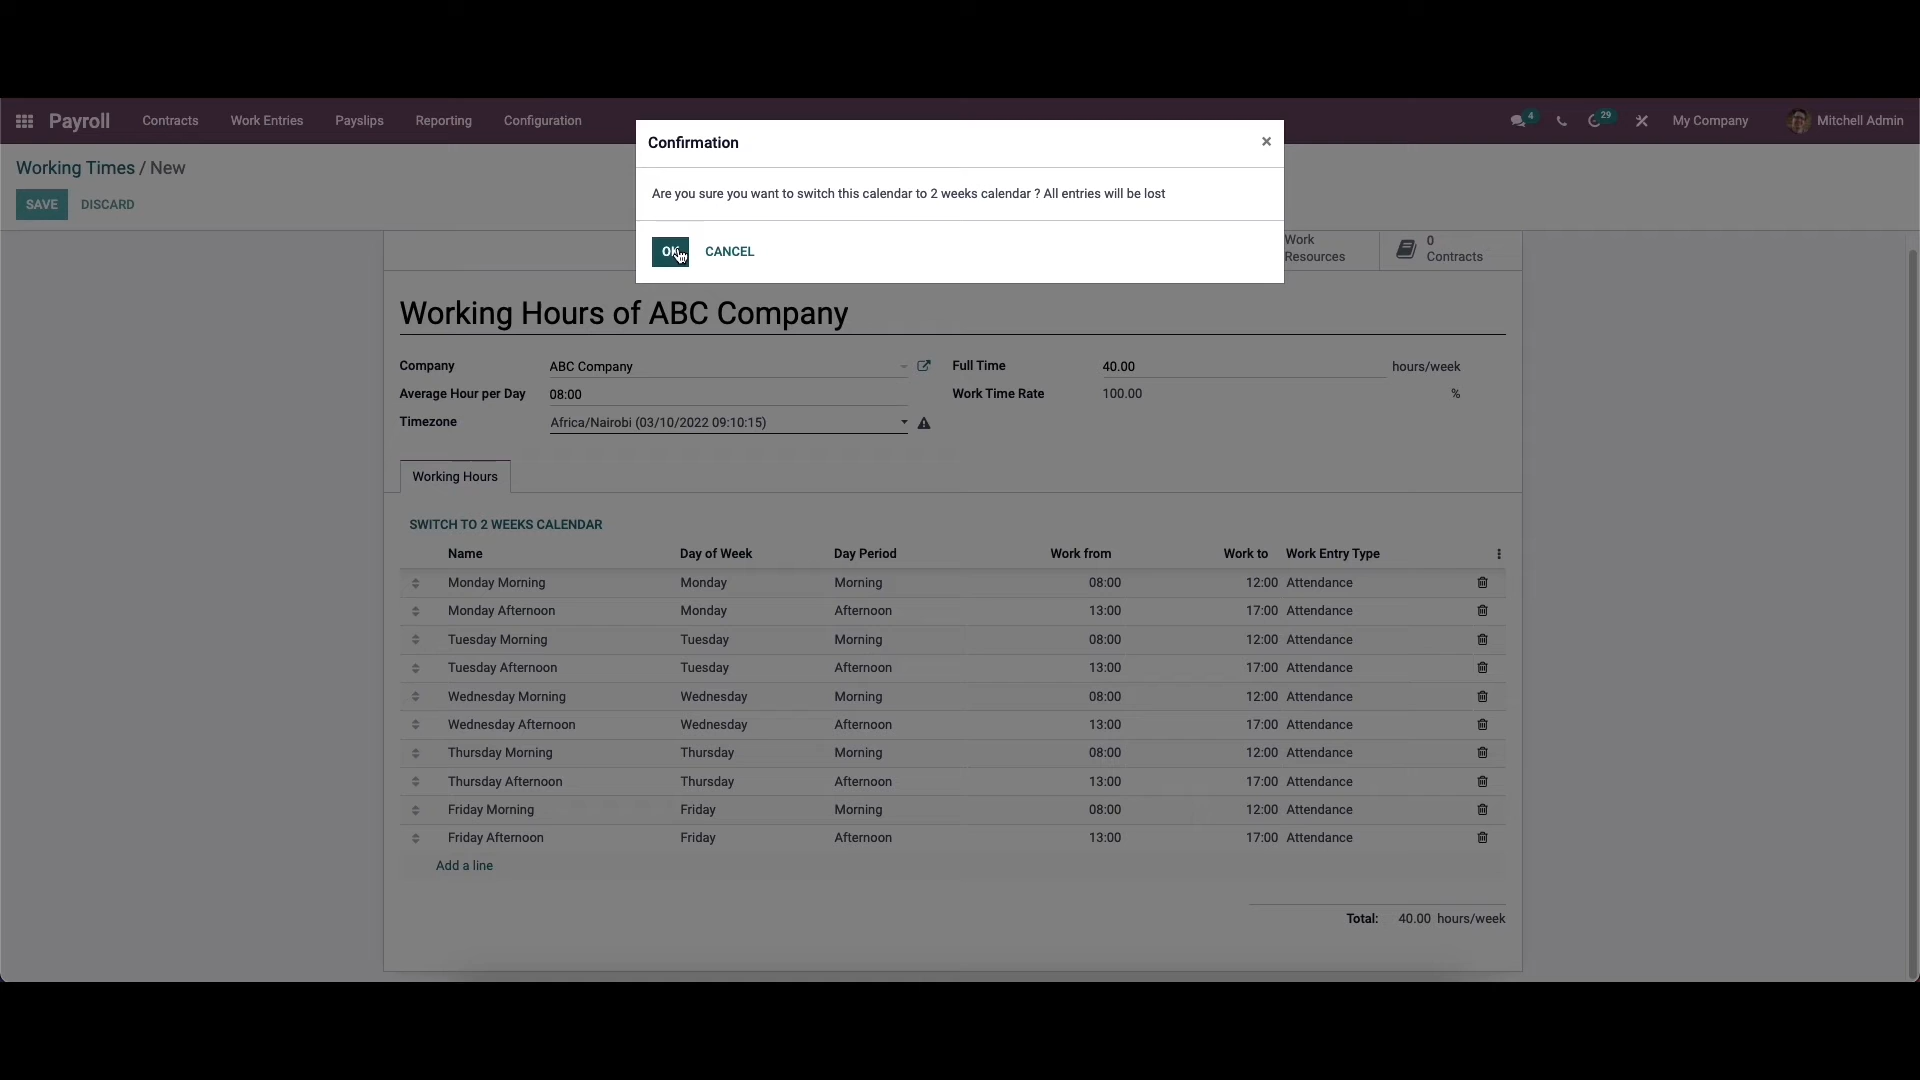 Payroll Contracts Work Entries Payslips Reporting Configuration 4 29 My Company Mitchell Admin
Confirmation ×
Working Times / New
Are you sure you want to switch this calendar to 2 weeks calendar ? All entries will be lost
SAVE DISCARD
OK CANCEL
Work Resources
0 Contracts
Working Hours of ABC Company
Company ABC Company Full Time 40.00 hours/week
Average Hour per Day 08:00 Work Time Rate 100.00 %
Timezone Africa/Nairobi (03/10/2022 09:10:15)
Working Hours
SWITCH TO 2 WEEKS CALENDAR
Name Day of Week Day Period Work from Work to Work Entry Type
Monday Morning Monday Morning 08:00 12:00 Attendance
Monday Afternoon Monday Afternoon 13:00 17:00 Attendance
Tuesday Morning Tuesday Morning 08:00 12:00 Attendance
Tuesday Afternoon Tuesday Afternoon 13:00 17:00 Attendance
Wednesday Morning Wednesday Morning 08:00 12:00 Attendance
Wednesday Afternoon Wednesday Afternoon 13:00 17:00 Attendance
Thursday Morning Thursday Morning 08:00 12:00 Attendance
Thursday Afternoon Thursday Afternoon 13:00 17:00 Attendance
Friday Morning Friday Morning 08:00 12:00 Attendance
Friday Afternoon Friday Afternoon 13:00 17:00 Attendance
Add a line
Total: 40.00 hours/week